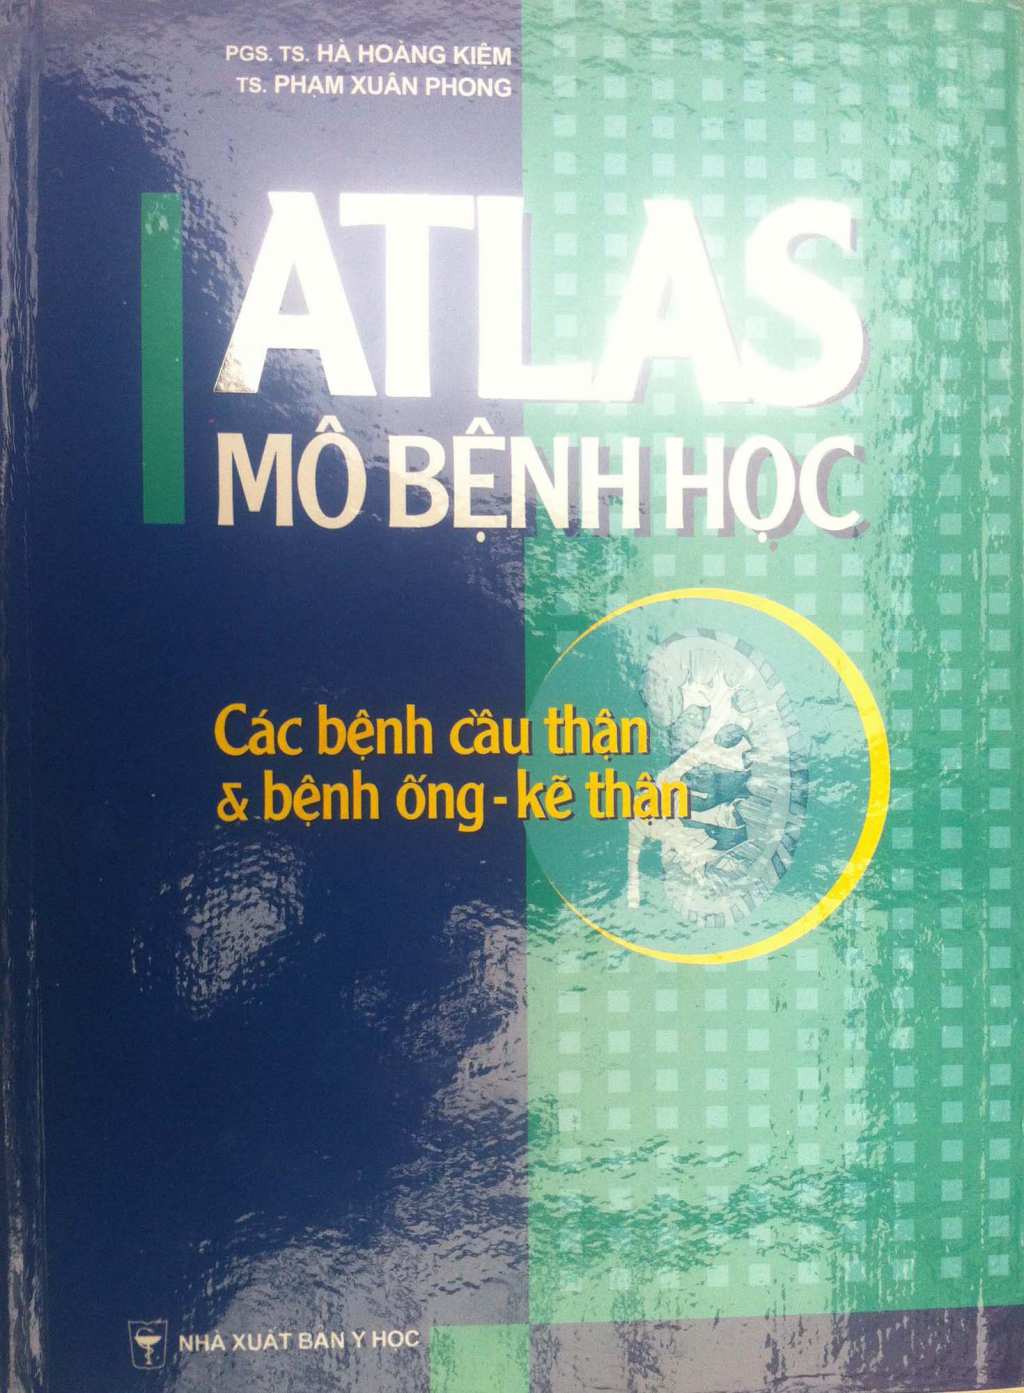 PGS. TS. HÀ HOÀNG KIỆM
TS. PHẠM XUÂN PHONG
ATLAS
MÔ BỆNH HỌC
Các bệnh cầu thận
& bệnh ống - kẽ thận
NHÀ XUẤT BẢN Y HỌC